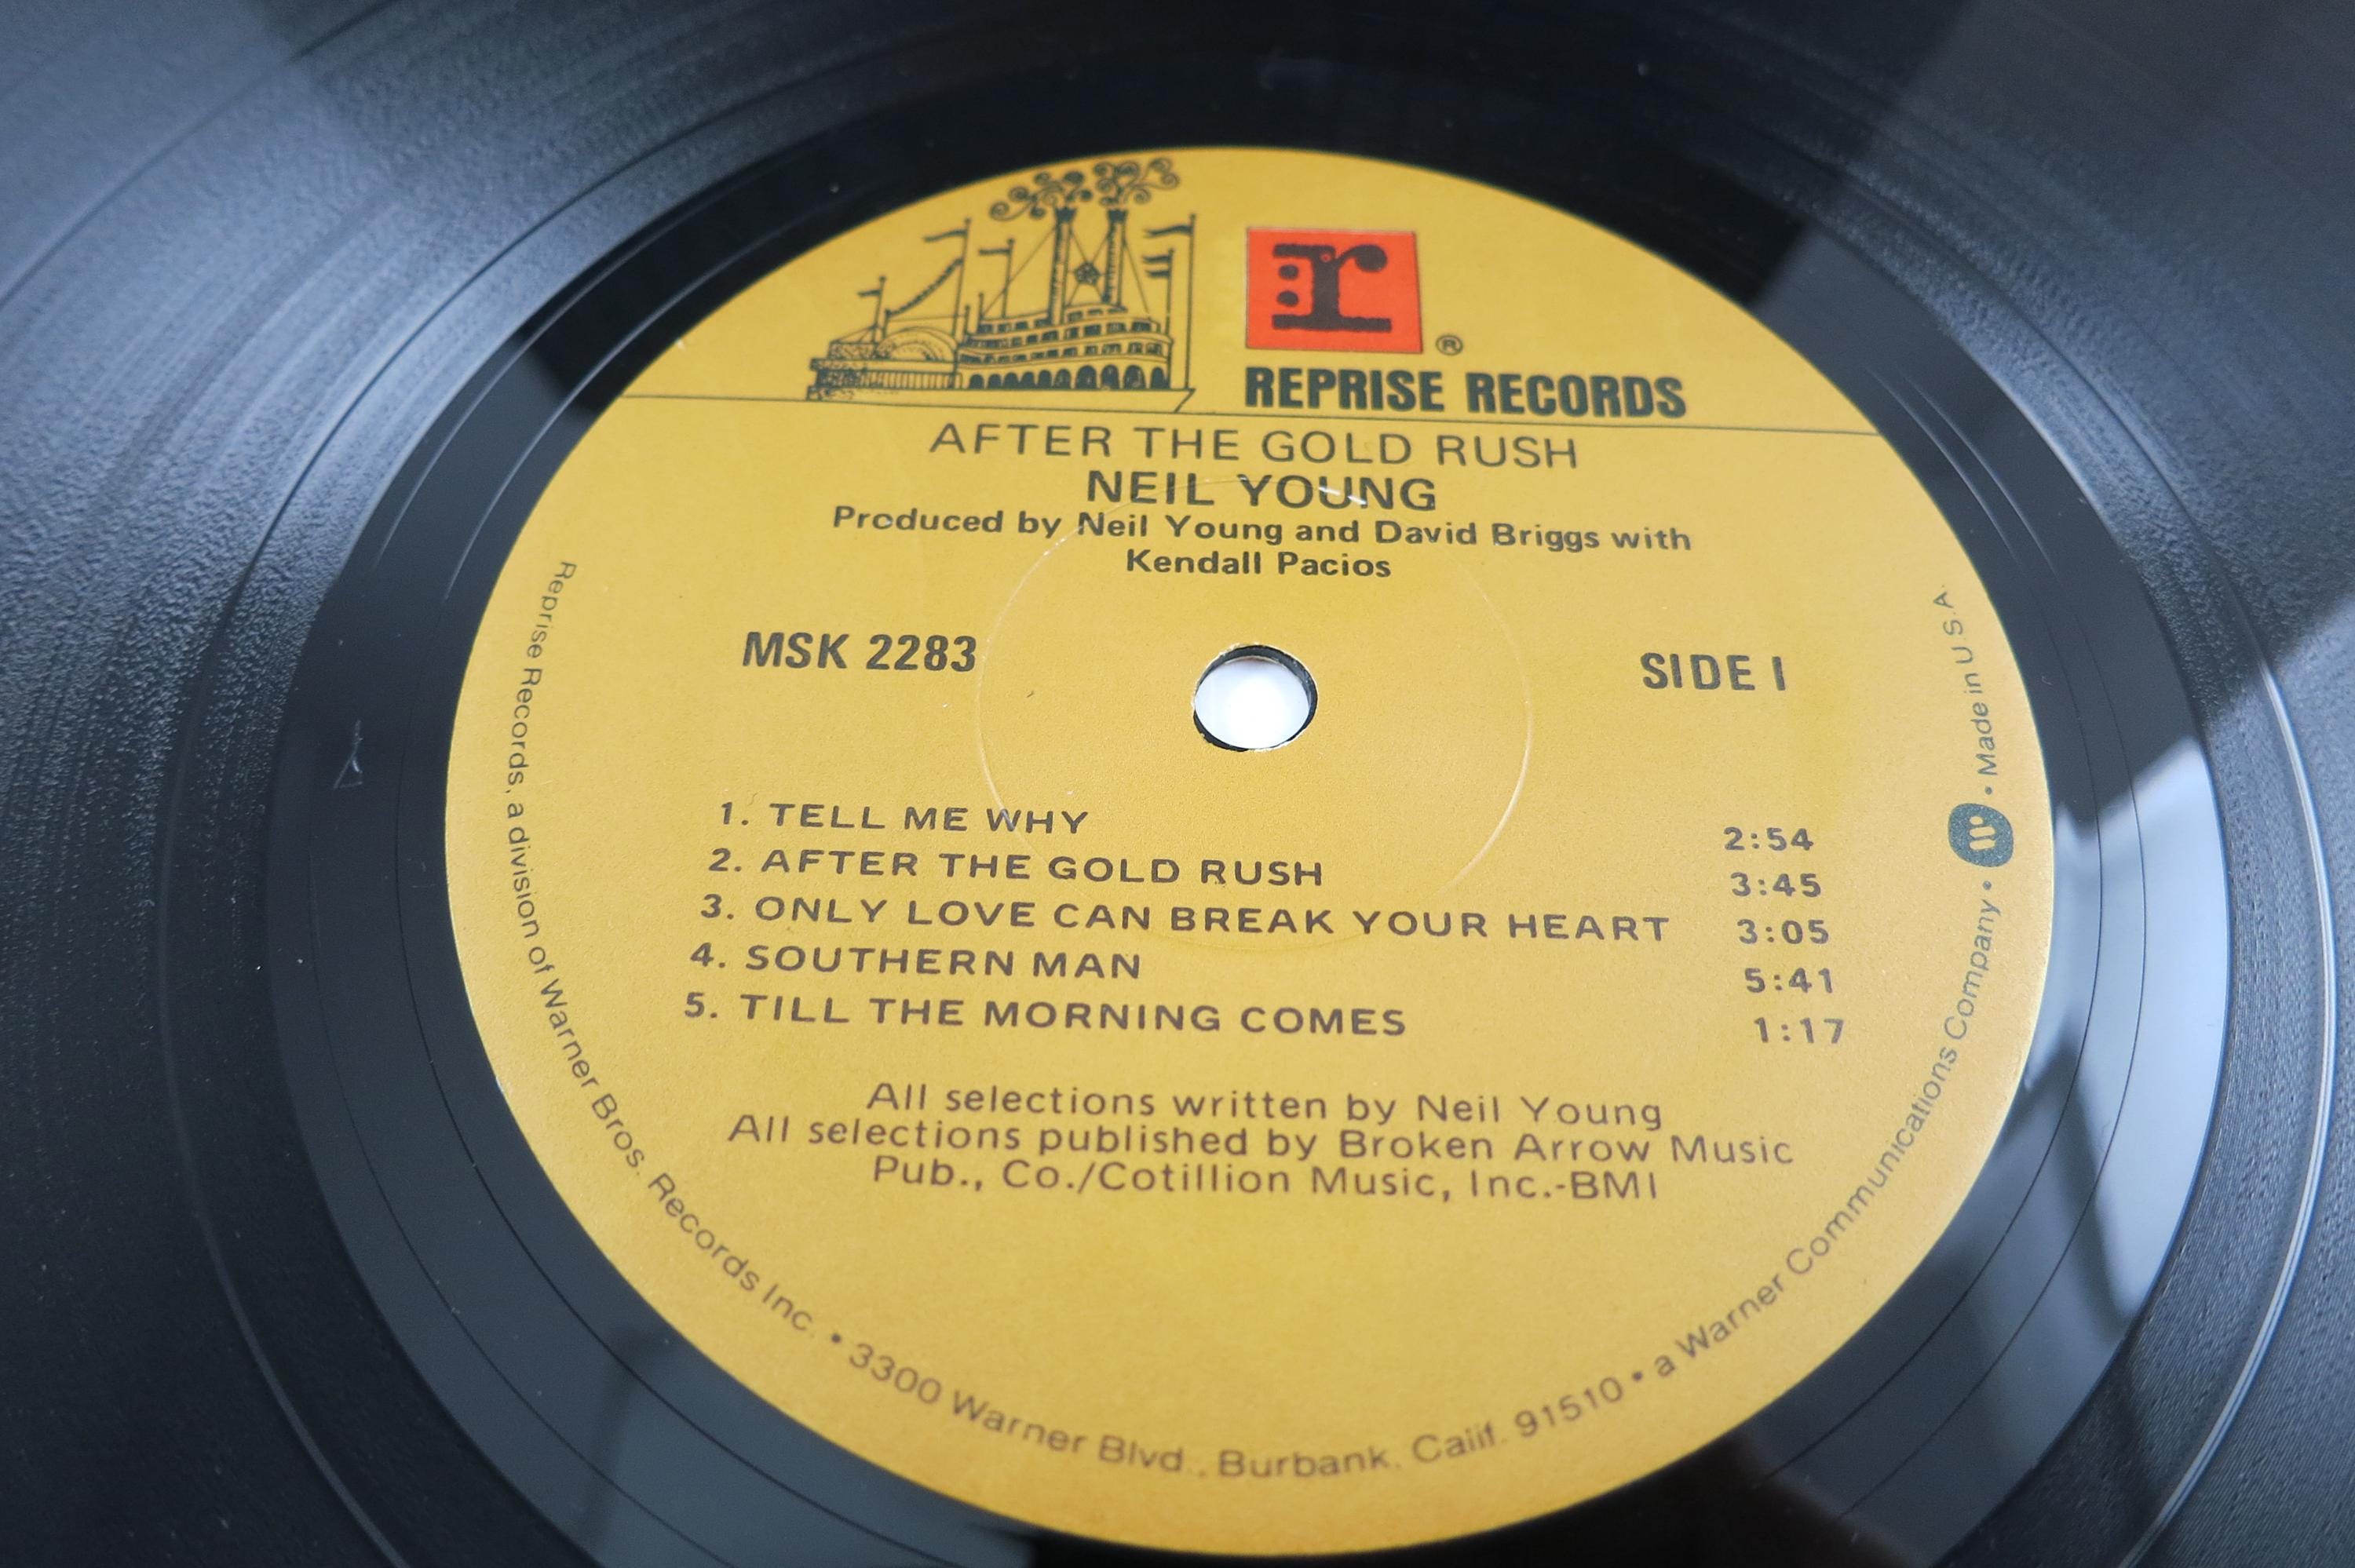 r
®
REPRISE RECORDS
AFTER THE GOLD RUSH
NEIL YOUNG
Produced by Neil Young and David Briggs with
Kendall Pacios
MSK 2283
SIDE I
1. TELL ME WHY 2:54
2. AFTER THE GOLD RUSH 3:45
3. ONLY LOVE CAN BREAK YOUR HEART 3:05
4. SOUTHERN MAN 5:41
5. TILL THE MORNING COMES 1:17
All selections written by Neil Young
All selections published by Broken Arrow Music
Pub., Co./Cotillion Music, Inc.-BMI
Reprise Records, a division of Warner Bros. Records Inc. • 3300 Warner Blvd., Burbank, Calif. 91510 • a Warner Communications Company • W • Made in U.S.A.